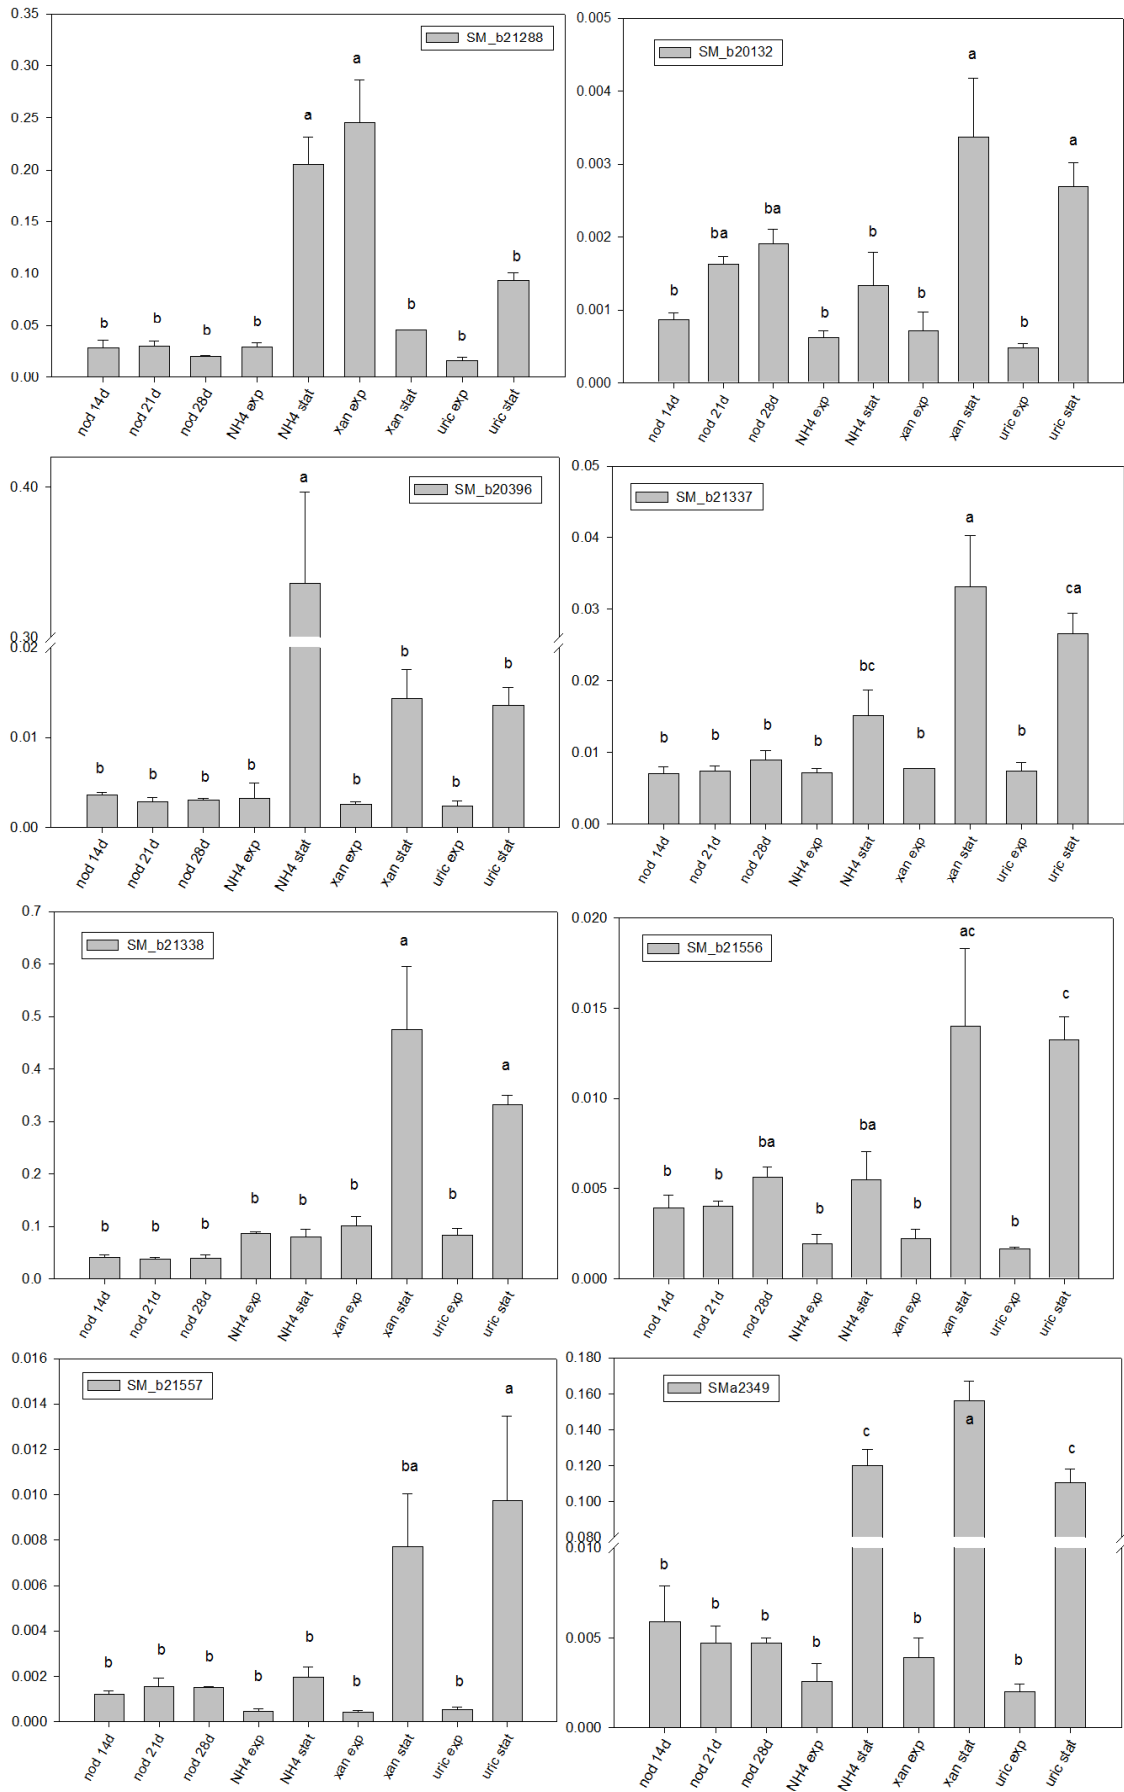 SM_b21288
0.35
0.30
0.25
0.20
0.15
0.10
0.05
0.00
b b b b a a b b b
nod 14d nod 21d nod 28d NH4 exp NH4 stat xan exp xan stat uric exp uric stat
SM_b20132
0.005
0.004
0.003
0.002
0.001
0.000
b ba ba b b b a b a
nod 14d nod 21d nod 28d NH4 exp NH4 stat xan exp xan stat uric exp uric stat
SM_b20396
0.40
0.30
0.02
0.01
0.00
b b b b a b b b b
nod 14d nod 21d nod 28d NH4 exp NH4 stat xan exp xan stat uric exp uric stat
SM_b21337
0.05
0.04
0.03
0.02
0.01
0.00
b b b b bc b a b ca
nod 14d nod 21d nod 28d NH4 exp NH4 stat xan exp xan stat uric exp uric stat
SM_b21338
0.7
0.6
0.5
0.4
0.3
0.2
0.1
0.0
b b b b b b a b a
nod 14d nod 21d nod 28d NH4 exp NH4 stat xan exp xan stat uric exp uric stat
SM_b21556
0.020
0.015
0.010
0.005
0.000
b b ba b ba b ac b c
nod 14d nod 21d nod 28d NH4 exp NH4 stat xan exp xan stat uric exp uric stat
SM_b21557
0.016
0.014
0.012
0.010
0.008
0.006
0.004
0.002
0.000
b b b b b b ba b a
nod 14d nod 21d nod 28d NH4 exp NH4 stat xan exp xan stat uric exp uric stat
SMa2349
0.180
0.160
0.140
0.120
0.100
0.080
0.010
0.005
0.000
b b b b c b a b c
nod 14d nod 21d nod 28d NH4 exp NH4 stat xan exp xan stat uric exp uric stat